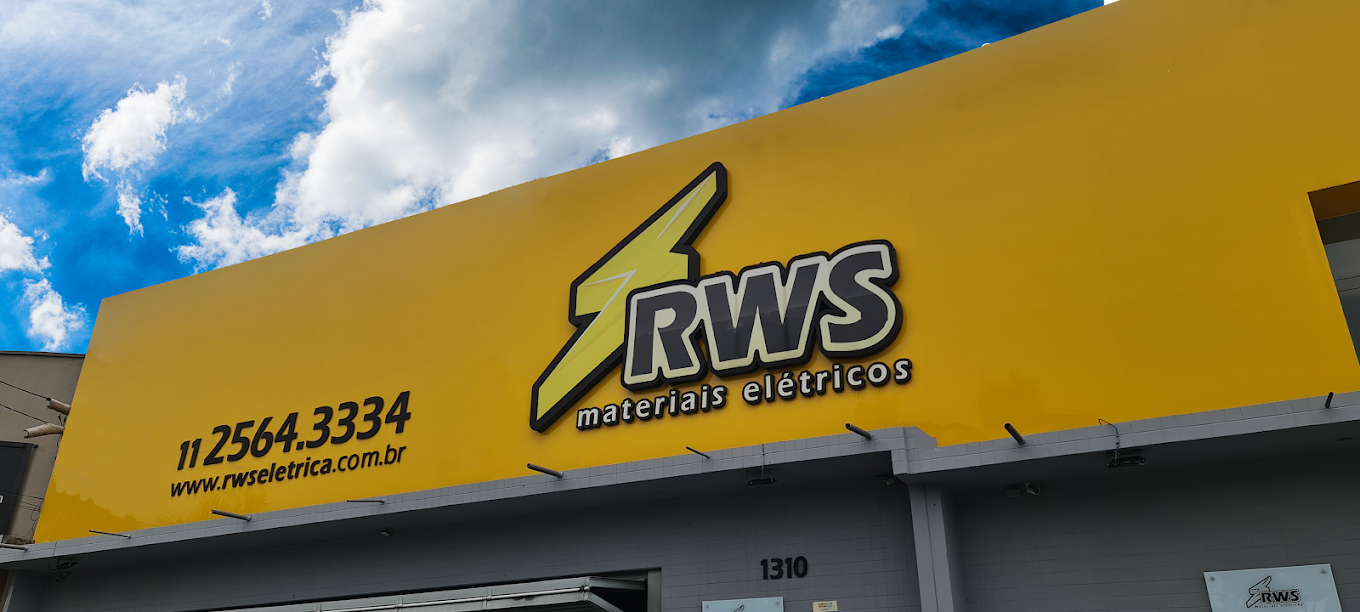 RWS
materiais elétricos
11 2564.3334
www.rwseletrica.com.br
1310
RWS